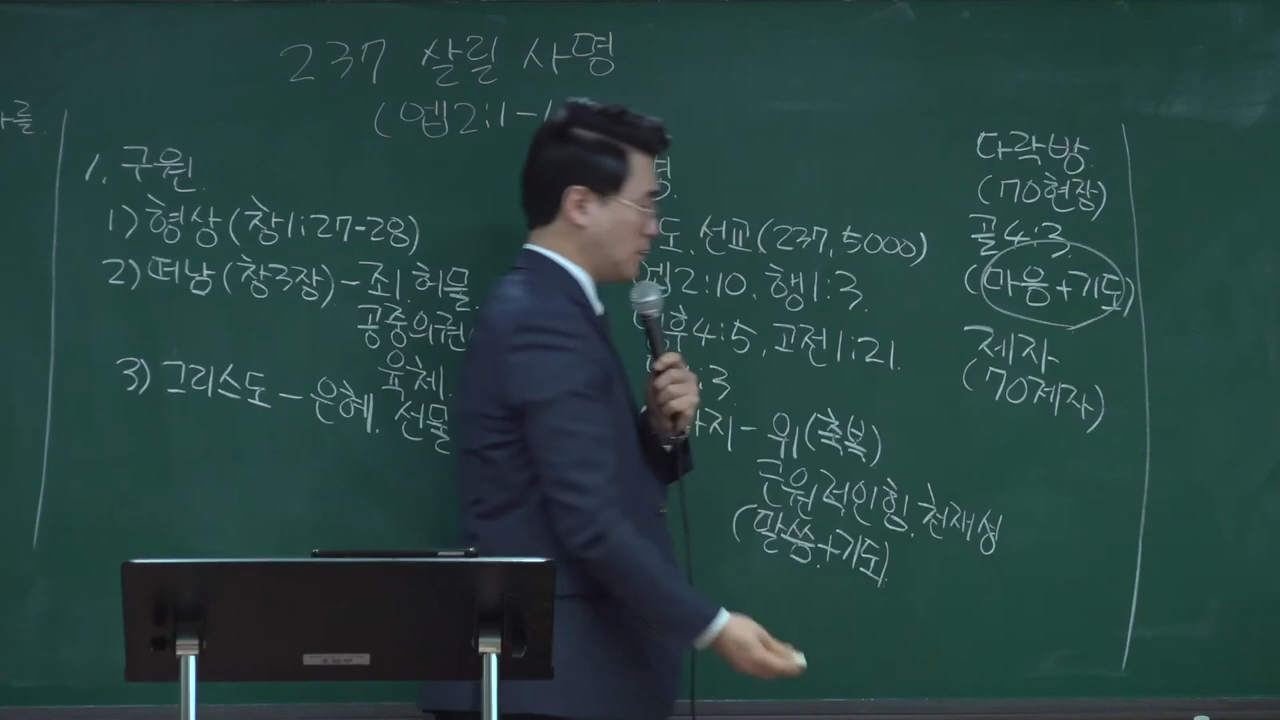 237 살릴 사명
(엡2:1-1
를.
1. 구원.
1) 형상(창1:27-28)
2) 떠남(창3장)-죄.허물.
공중의권
육체.
3) 그리스도-은혜. 선물
명.
도.선교(237,5000)
엡2:10.행1:3.
후4:5.고전1:21.
:3
지-위(축복)
근원적인힘.천재성
(말씀+기도).
다락방.
(70현장)
골4:3.
(마음+기도)
제자
(70제자)